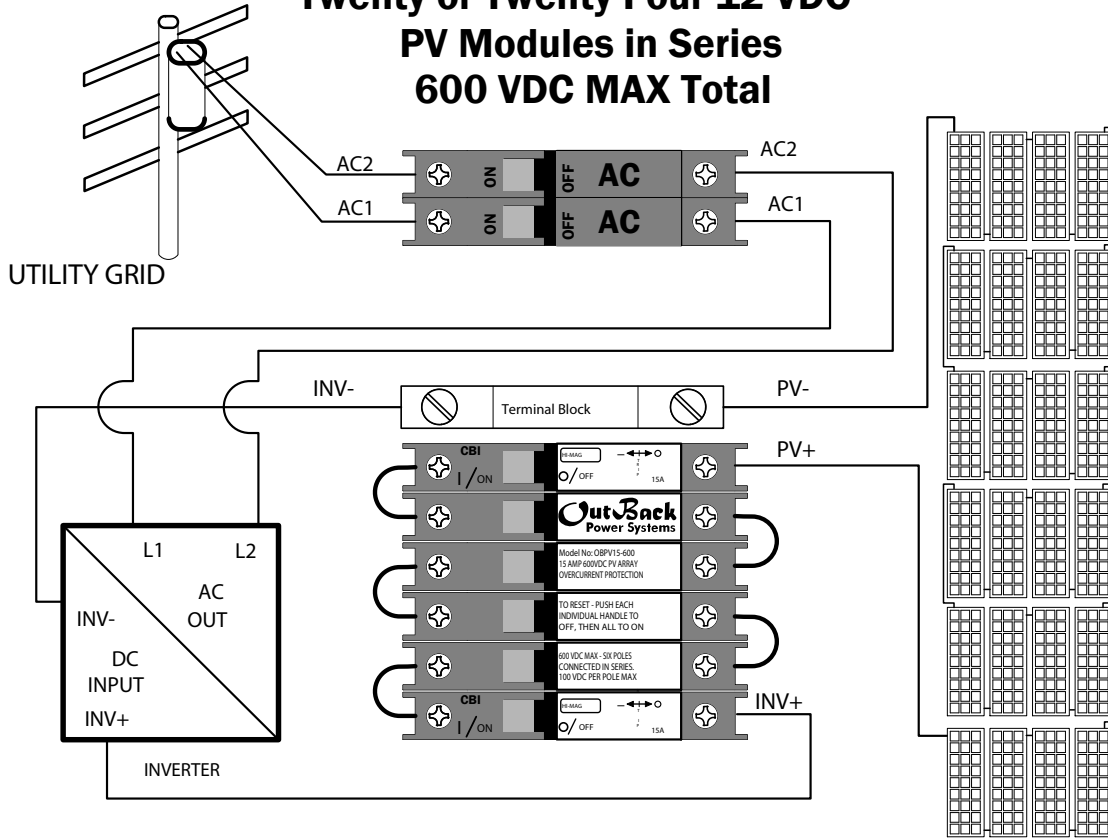 Twenty or Twenty Four 12 VDC
PV Modules in Series
600 VDC MAX Total
UTILITY GRID
AC2
AC1
ON
OFF
AC
ON
OFF
AC
AC2
AC1
INV-
Terminal Block
PV-
CBI
I/ON
HI-MAG
O/OFF
15A
PV+
OutBack
Power Systems
Model No: OBPV15-600
15 AMP 600VDC PV ARRAY
OVERCURRENT PROTECTION
TO RESET - PUSH EACH
INDIVIDUAL HANDLE TO
OFF, THEN ALL TO ON
600 VDC MAX - SIX POLES
CONNECTED IN SERIES.
100 VDC PER POLE MAX
CBI
I/ON
HI-MAG
O/OFF
15A
INV+
L1
L2
AC
OUT
INV-
DC
INPUT
INV+
INVERTER